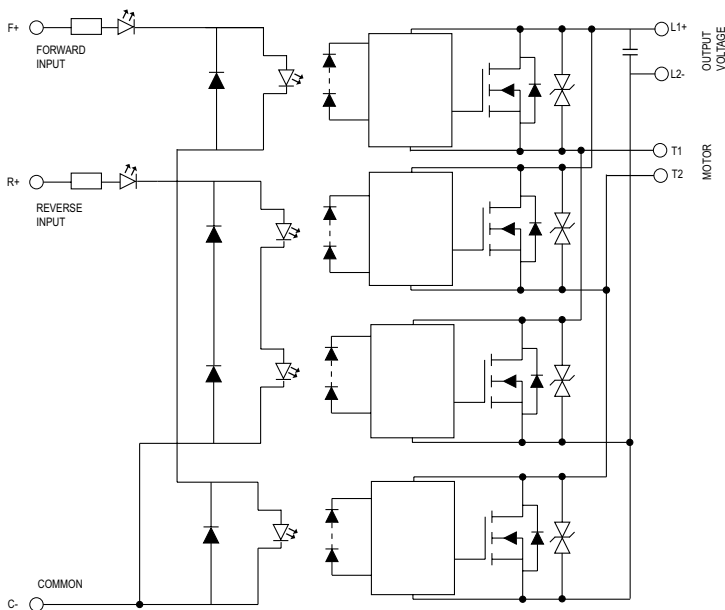 F+
FORWARD
INPUT
R+
REVERSE
INPUT
COMMON
C-
L1+
L2-
OUTPUT
VOLTAGE
T1
T2
MOTOR